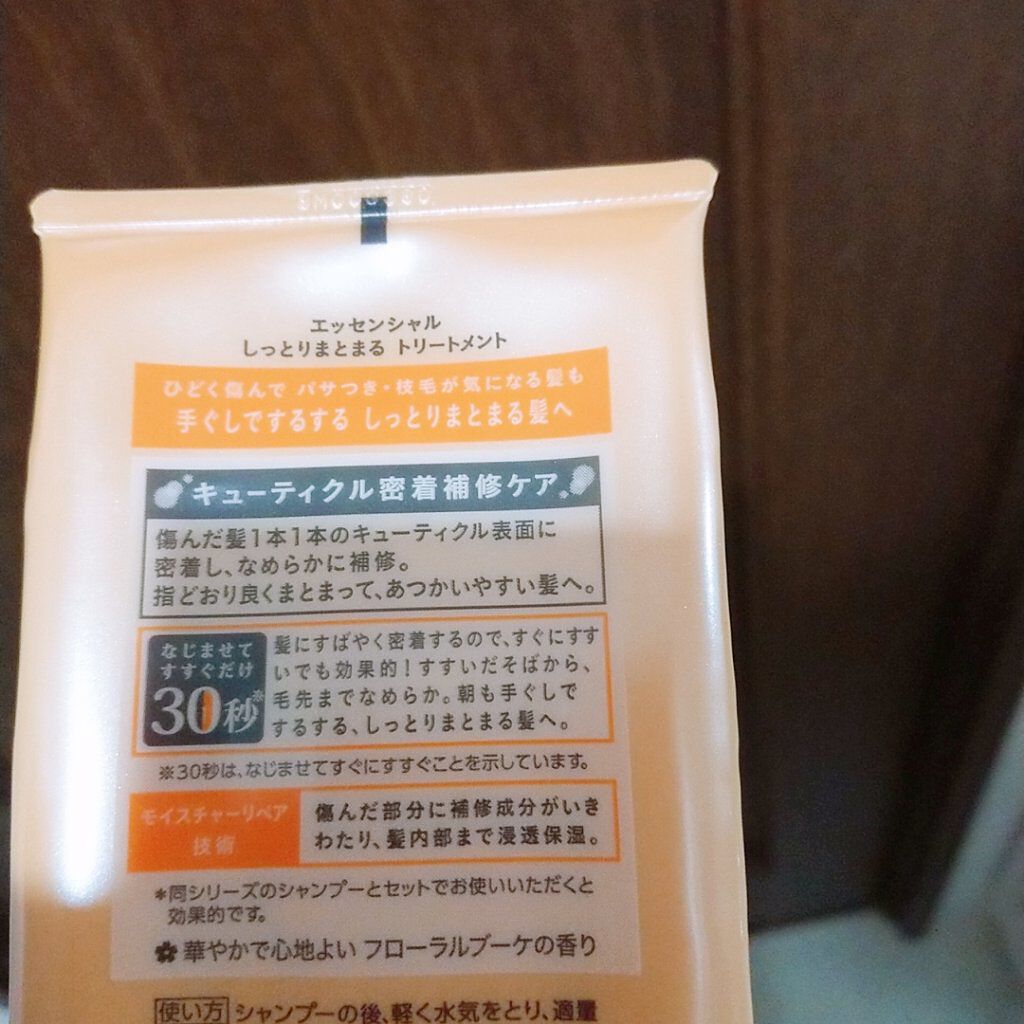 エッセンシャル
しっとりまとまる トリートメント
ひどく傷んで パサつき・枝毛が気になる髪も
手ぐしでするする しっとりまとまる髪へ
キューティクル密着補修ケア
傷んだ髪1本1本のキューティクル表面に
密着し、なめらかに補修。
指どおり良くまとまって、あつかいやすい髪へ。
なじませて
すすぐだけ
30秒※
髪にすばやく密着するので、すぐにすす
いでも効果的！すすいだそばから、
毛先までなめらか。朝も手ぐしで
するする、しっとりまとまる髪へ。
※30秒は、なじませてすぐにすすぐことを示しています。
モイスチャーリペア
技術
傷んだ部分に補修成分がいき
わたり、髪内部まで浸透保湿。
*同シリーズのシャンプーとセットでお使いいただくと
効果的です。
✿華やかで心地よい フローラルブーケの香り
使い方 シャンプーの後、軽く水気をとり、適量